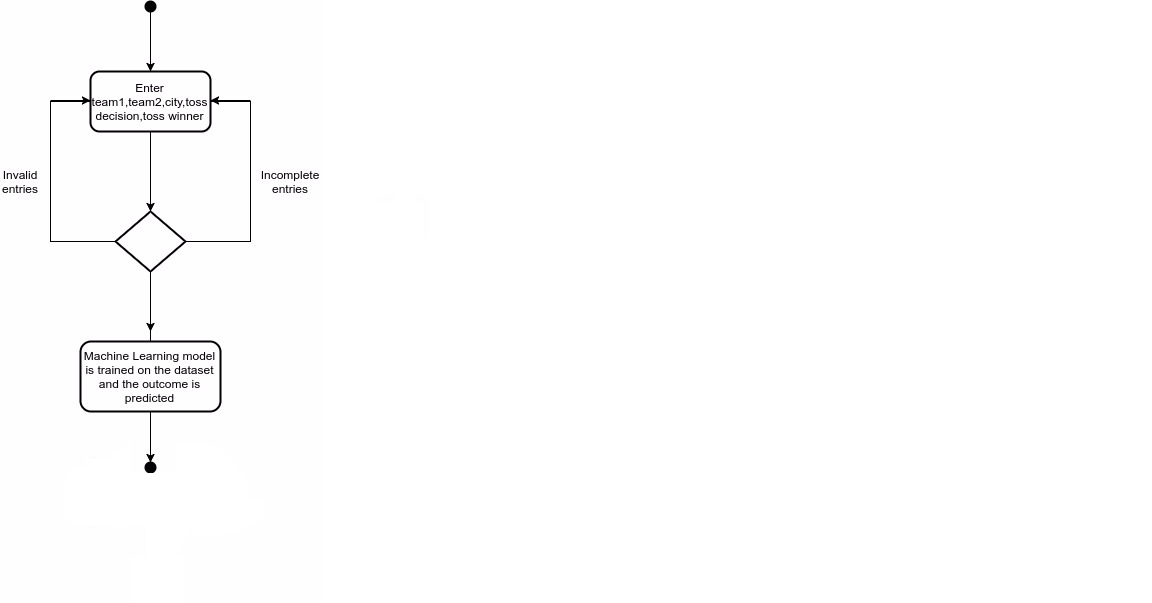 Enter
team1,team2,city,toss
decision,toss winner
Invalid
entries
Incomplete
entries
Machine Learning model
is trained on the dataset
and the outcome is
predicted